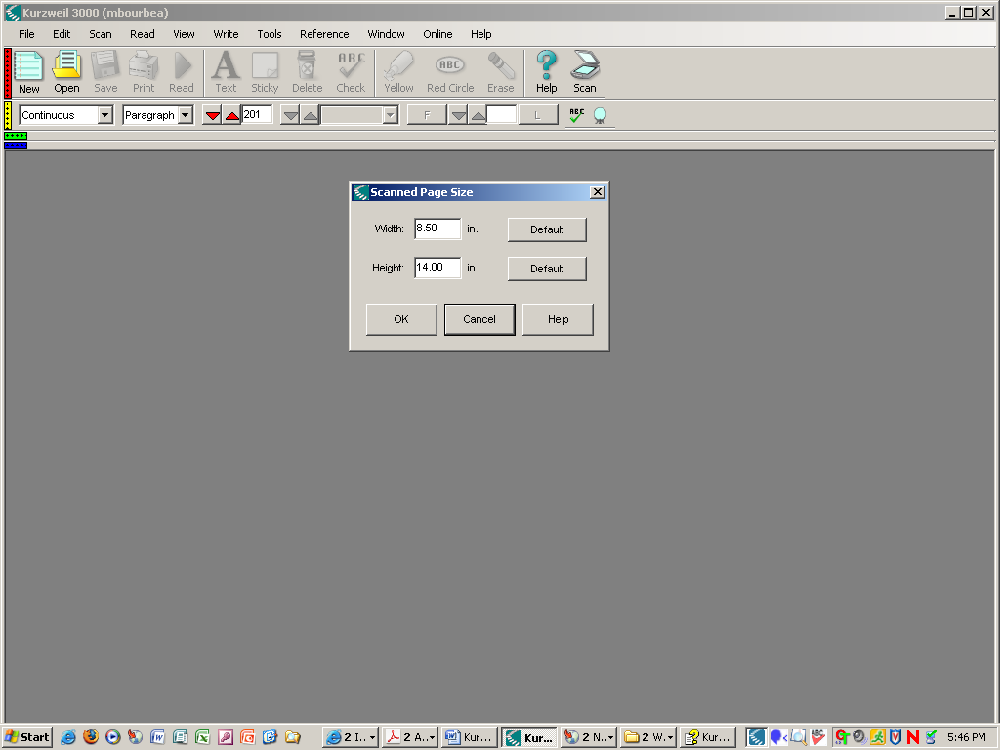 Kurzweil 3000 (mbourbea)
File Edit Scan Read View Write Tools Reference Window Online Help
A ABC ABC ?
New Open Save Print Read Text Sticky Delete Check Yellow Red Circle Erase Help Scan
Continuous Paragraph 201 F L ABC
Scanned Page Size
Width: 8.50 in. Default
Height: 14.00 in. Default
OK Cancel Help
Start 2 I... 2 A... Kur... Kur... 2 N... 2 W... Kur... 5:46 PM